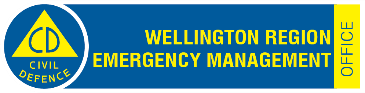 CD
CIVIL
DEFENCE
WELLINGTON REGION
EMERGENCY MANAGEMENT
OFFICE